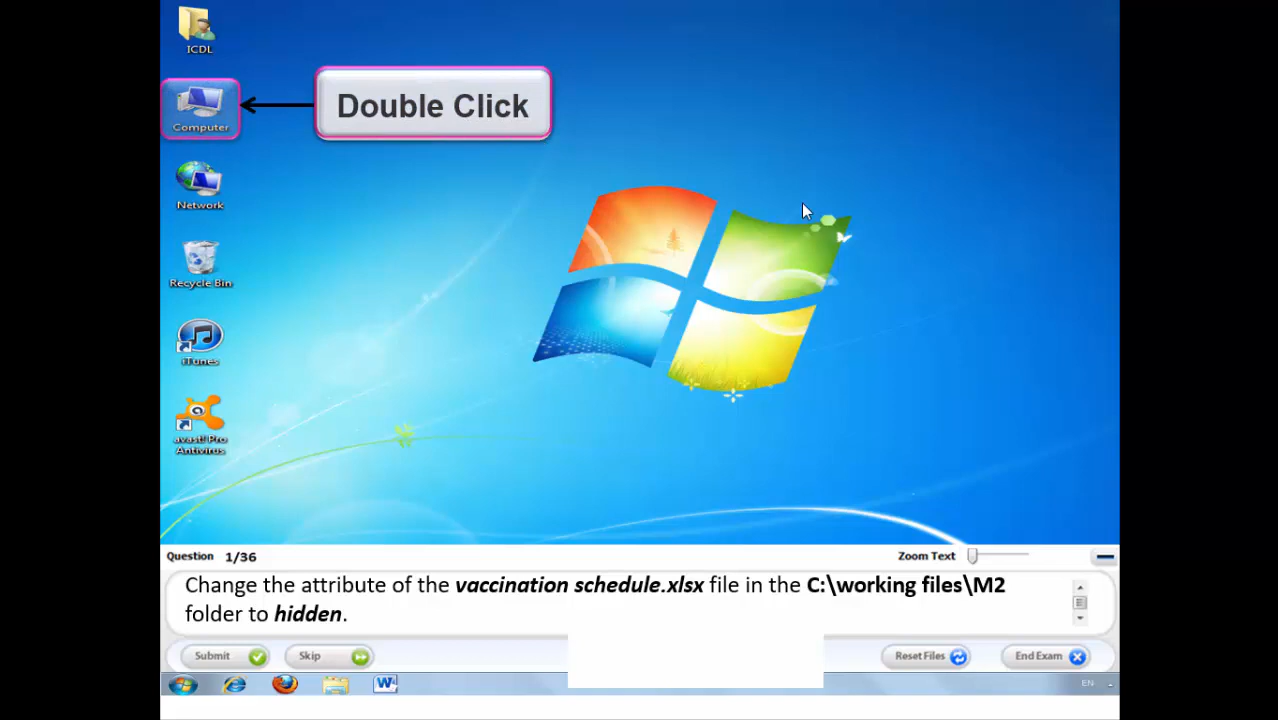 ICDL
Computer
Double Click
Network
Recycle Bin
iTunes
avast! Pro
Antivirus
Question 1/36
Zoom Text
Change the attribute of the vaccination schedule.xlsx file in the C:\working files\M2
folder to hidden.
Submit
Skip
Reset Files
End Exam
EN